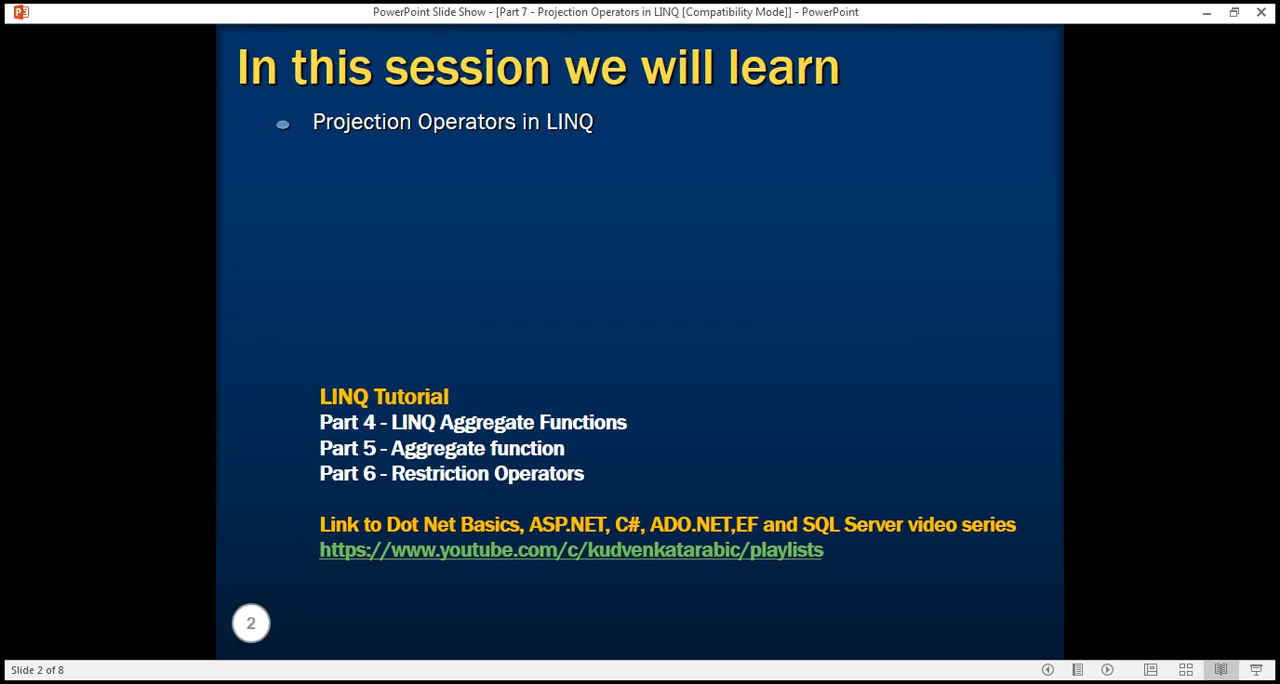 PowerPoint Slide Show - [Part 7 - Projection Operators in LINQ [Compatibility Mode]] - PowerPoint
In this session we will learn
Projection Operators in LINQ
LINQ Tutorial
Part 4 - LINQ Aggregate Functions
Part 5 - Aggregate function
Part 6 - Restriction Operators
Link to Dot Net Basics, ASP.NET, C#, ADO.NET,EF and SQL Server video series
https://www.youtube.com/c/kudvenkatarabic/playlists
2
Slide 2 of 8